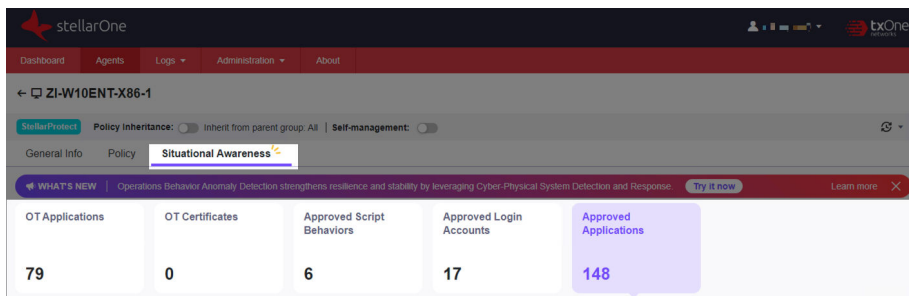 stellarOne
txOne
networks
Dashboard Agents Logs Administration About
ZI-W10ENT-X86-1
StellarProtect Policy Inheritance: Inherit from parent group: All | Self-management:
General Info Policy Situational Awareness
WHAT'S NEW | Operations Behavior Anomaly Detection strengthens resilience and stability by leveraging Cyber-Physical System Detection and Response. Try it now Learn more
OT Applications OT Certificates Approved Script Behaviors Approved Login Accounts Approved Applications
79 0 6 17 148